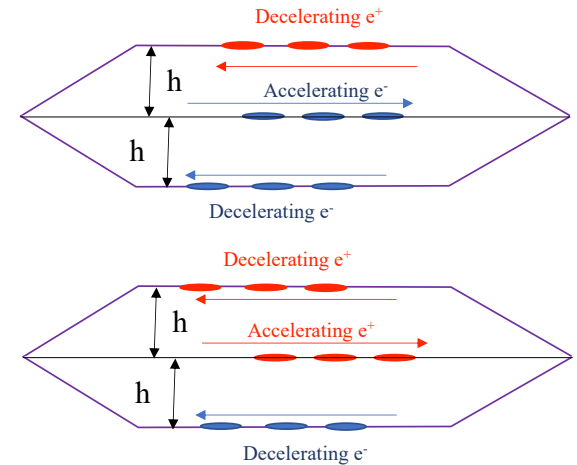 Decelerating e⁺
h
Accelerating e⁻
h
Decelerating e⁻
Decelerating e⁺
h
Accelerating e⁺
h
Decelerating e⁻